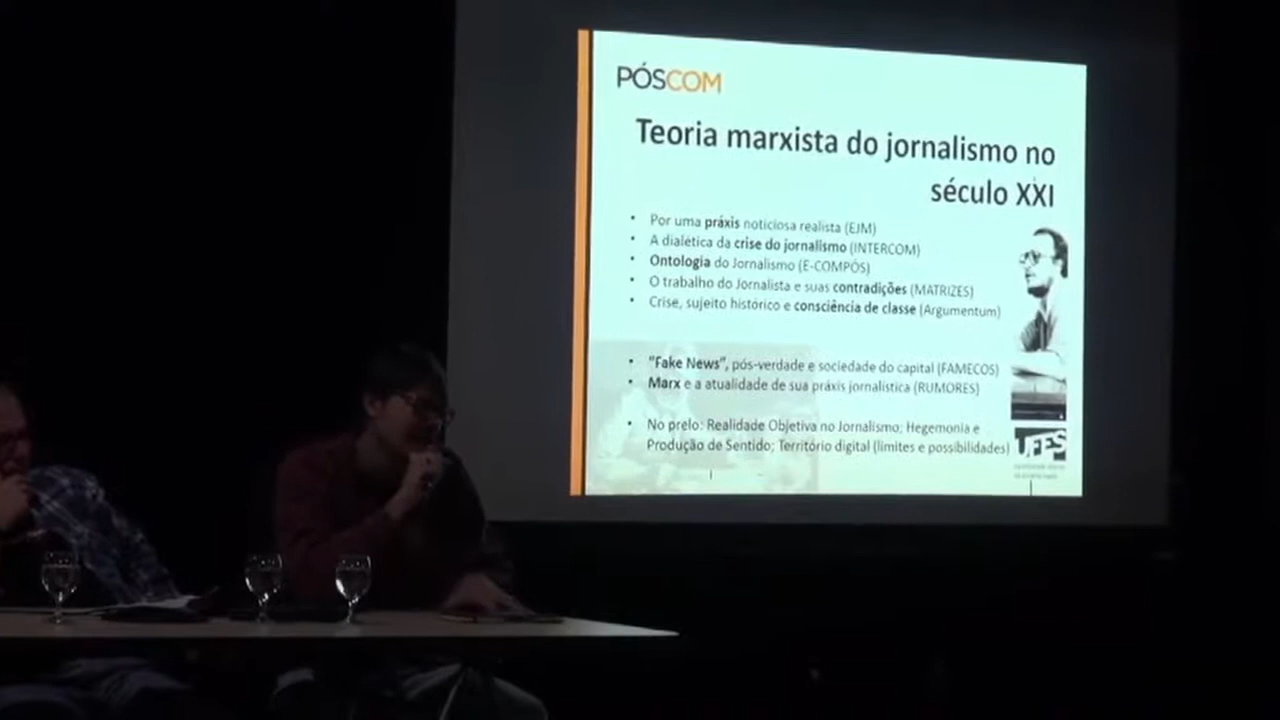 PÓSCOM
Teoria marxista do jornalismo no
século XXI
• Por uma práxis noticiosa realista (EJM)
• A dialética da crise do jornalismo (INTERCOM)
• Ontologia do Jornalismo (E-COMPÓS)
• O trabalho do Jornalista e suas contradições (MATRIZES)
• Crise, sujeito histórico e consciência de classe (Argumentum)
• "Fake News", pós-verdade e sociedade do capital (FAMECOS)
• Marx e a atualidade de sua práxis jornalística (RUMORES)
• No prelo: Realidade Objetiva no Jornalismo; Hegemonia e
Produção de Sentido; Território digital (limites e possibilidades)
UFES